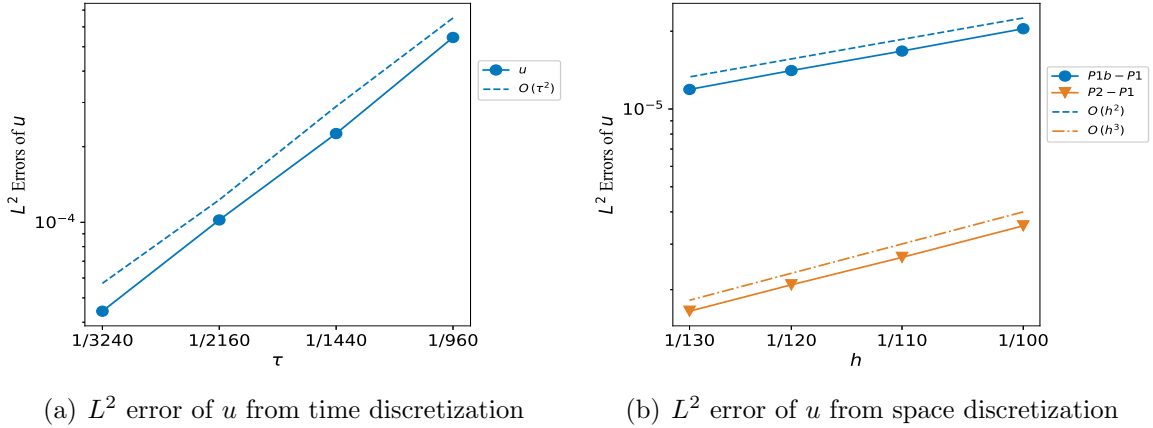 L² Errors of u
10⁻⁴
1/3240 1/2160 1/1440 1/960
τ
u
O (τ²)
(a) L² error of u from time discretization
L² Errors of u
10⁻⁵
1/130 1/120 1/110 1/100
h
P1b − P1
P2 − P1
O (h²)
O (h³)
(b) L² error of u from space discretization